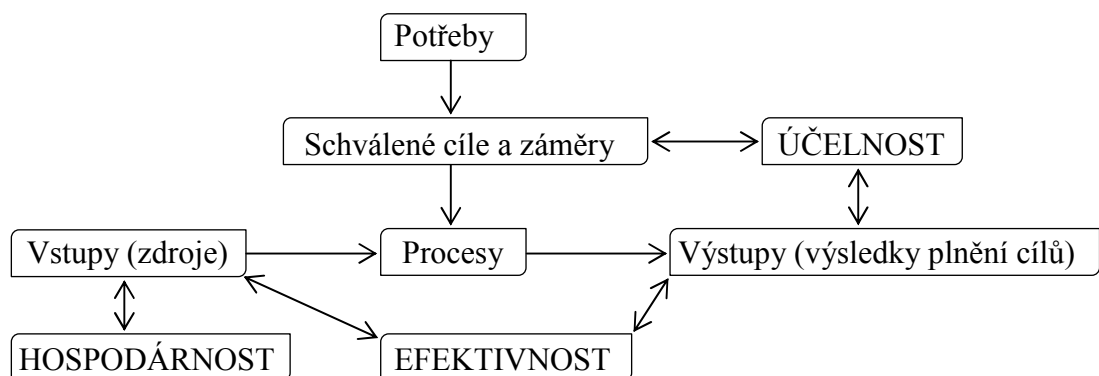 Potřeby
Schválené cíle a záměry
ÚČELNOST
Vstupy (zdroje)
Procesy
Výstupy (výsledky plnění cílů)
HOSPODÁRNOST
EFEKTIVNOST